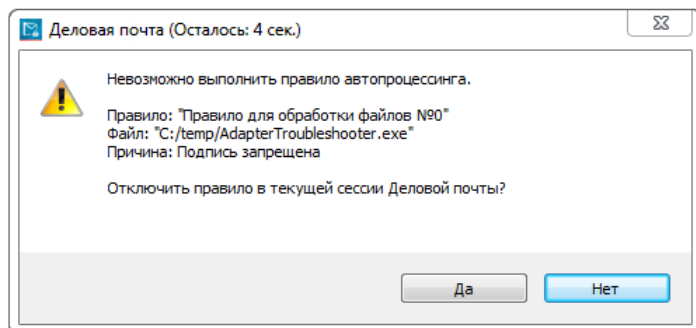 Деловая почта (Осталось: 4 сек.)
Невозможно выполнить правило автопроцессинга.
Правило: "Правило для обработки файлов №0"
Файл: "C:/temp/AdapterTroubleshooter.exe"
Причина: Подпись запрещена
Отключить правило в текущей сессии Деловой почты?
Да
Нет